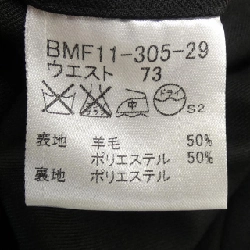 BMF11-305-29
ウエスト 73
ドライ
S2
表地 羊毛 50%
ポリエステル 50%
裏地 ポリエステル